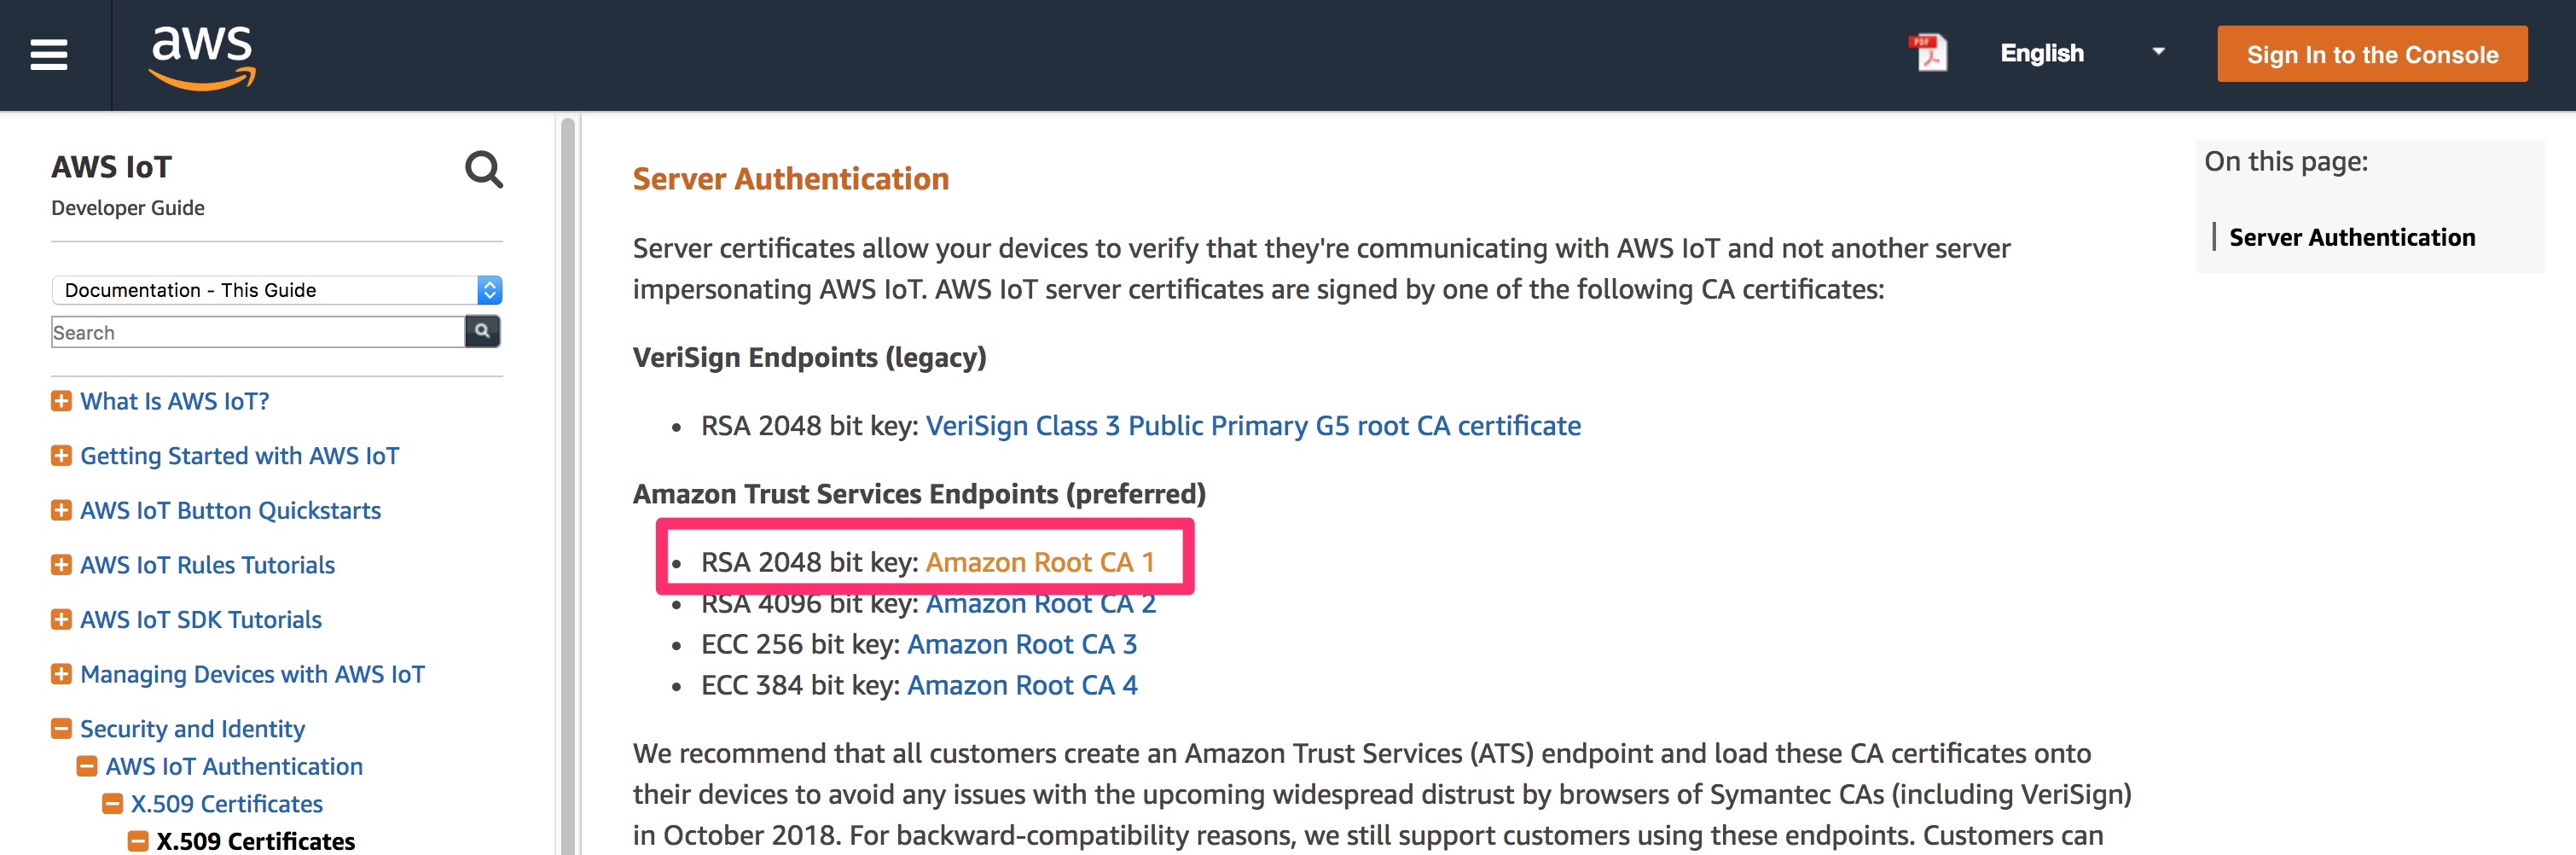 aws
PDF
English
Sign In to the Console
AWS IoT
Developer Guide
Documentation - This Guide
Search
What Is AWS IoT?
Getting Started with AWS IoT
AWS IoT Button Quickstarts
AWS IoT Rules Tutorials
AWS IoT SDK Tutorials
Managing Devices with AWS IoT
Security and Identity
AWS IoT Authentication
X.509 Certificates
X.509 Certificates
Server Authentication
Server certificates allow your devices to verify that they're communicating with AWS IoT and not another server
impersonating AWS IoT. AWS IoT server certificates are signed by one of the following CA certificates:
VeriSign Endpoints (legacy)
• RSA 2048 bit key: VeriSign Class 3 Public Primary G5 root CA certificate
Amazon Trust Services Endpoints (preferred)
• RSA 2048 bit key: Amazon Root CA 1
• RSA 4096 bit key: Amazon Root CA 2
• ECC 256 bit key: Amazon Root CA 3
• ECC 384 bit key: Amazon Root CA 4
We recommend that all customers create an Amazon Trust Services (ATS) endpoint and load these CA certificates onto
their devices to avoid any issues with the upcoming widespread distrust by browsers of Symantec CAs (including VeriSign)
in October 2018. For backward-compatibility reasons, we still support customers using these endpoints. Customers can
On this page:
Server Authentication